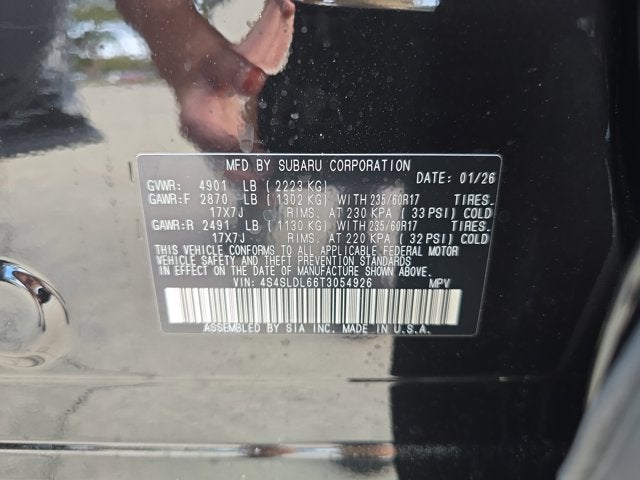 MFD BY SUBARU CORPORATION
DATE: 01/26
GVWR: 4901 LB (2223 KG)
GAWR:F 2870 LB (1302 KG) WITH 235/60R17 TIRES.
17X7J RIMS. AT 230 KPA (33 PSI) COLD
GAWR:R 2491 LB (1130 KG) WITH 235/60R17 TIRES.
17X7J RIMS. AT 220 KPA (32 PSI) COLD
THIS VEHICLE CONFORMS TO ALL APPLICABLE FEDERAL MOTOR
VEHICLE SAFETY AND THEFT PREVENTION STANDARDS
IN EFFECT ON THE DATE OF MANUFACTURE SHOWN ABOVE.
VIN: 4S4SLDL66T3054926 MPV
ASSEMBLED BY SIA INC. MADE IN U.S.A.